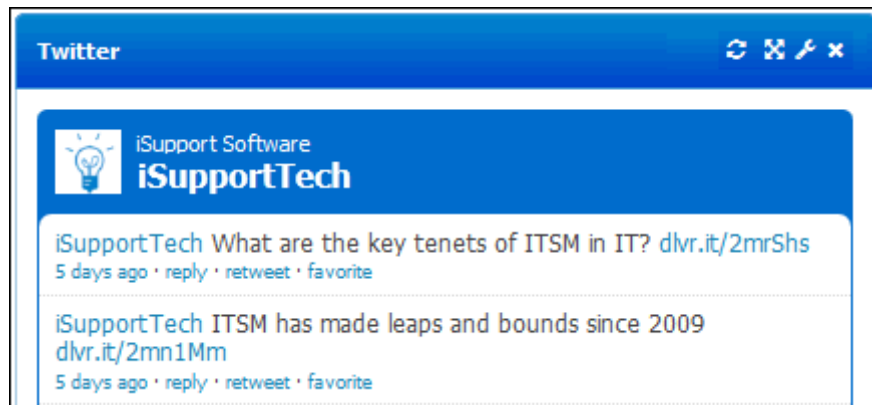 Twitter
iSupport Software
iSupportTech
iSupportTech What are the key tenets of ITSM in IT? dlvr.it/2mrShs
5 days ago · reply · retweet · favorite
iSupportTech ITSM has made leaps and bounds since 2009
dlvr.it/2mn1Mm
5 days ago · reply · retweet · favorite